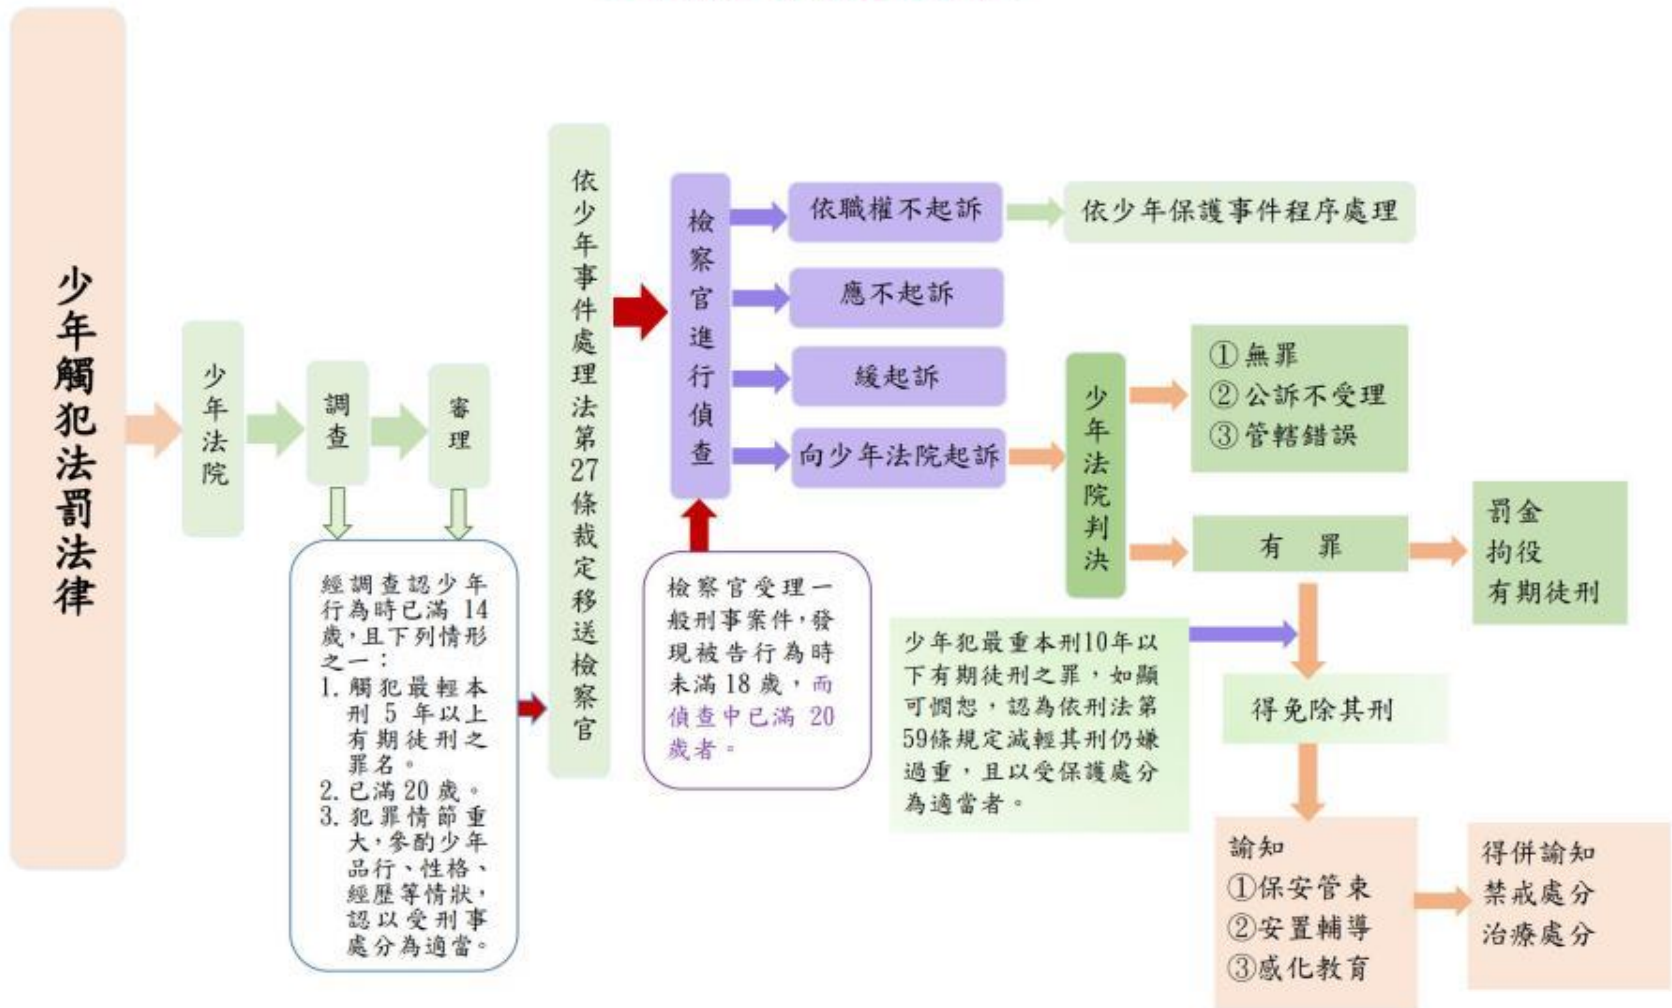 少年觸犯法罰法律
少年法院
調查
審理
經調查認少年
行為時已滿 14
歲，且下列情形
之一：
1. 觸犯最輕本
刑 5 年以上
有期徒刑之
罪名。
2. 已滿 20 歲。
3. 犯罪情節重
大，參酌少年
品行、性格、
經歷等情狀，
認以受刑事
處分為適當。
依少年事件處理法第27條裁定移送檢察官
檢察官進行偵查
檢察官受理一
般刑事案件，發
現被告行為時
未滿 18 歲，而
偵查中已滿 20
歲者。
依職權不起訴
依少年保護事件程序處理
應不起訴
緩起訴
向少年法院起訴
少年法院判決
①無罪
②公訴不受理
③管轄錯誤
有 罪
罰金
拘役
有期徒刑
少年犯最重本刑10年以
下有期徒刑之罪，如顯
可憫恕，認為依刑法第
59條規定減輕其刑仍嫌
過重，且以受保護處分
為適當者。
得免除其刑
諭知
①保安管束
②安置輔導
③感化教育
得併諭知
禁戒處分
治療處分